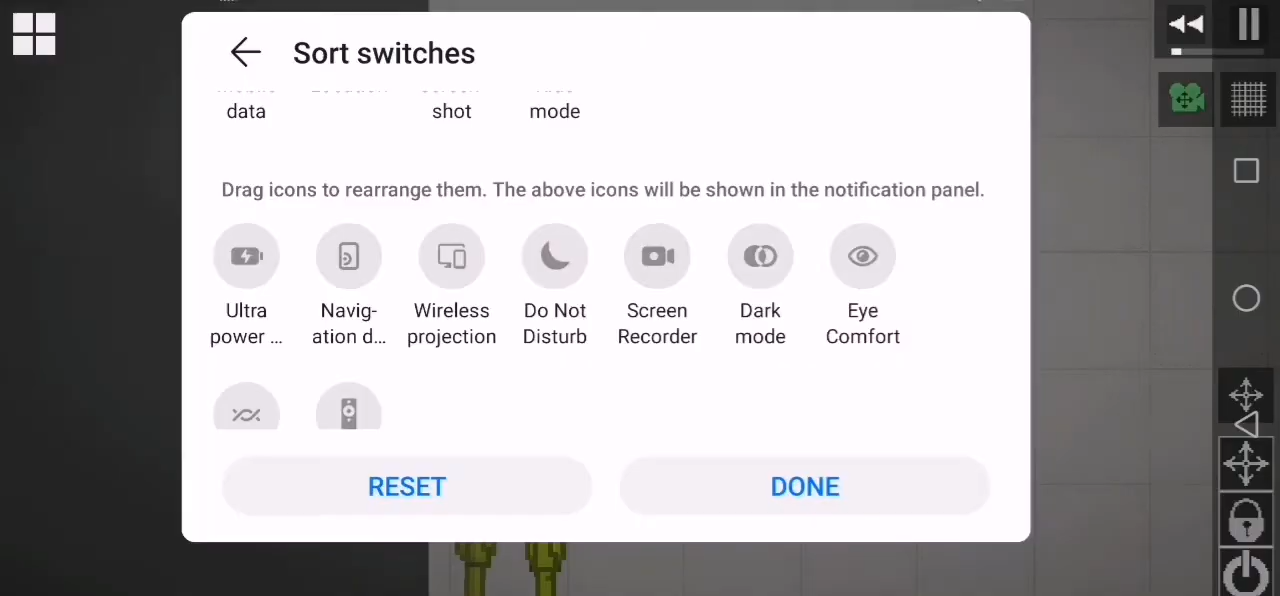 Sort switches
data
shot
mode
Drag icons to rearrange them. The above icons will be shown in the notification panel.
Ultra
power ...
Navig-
ation d...
Wireless
projection
Do Not
Disturb
Screen
Recorder
Dark
mode
Eye
Comfort
RESET
DONE